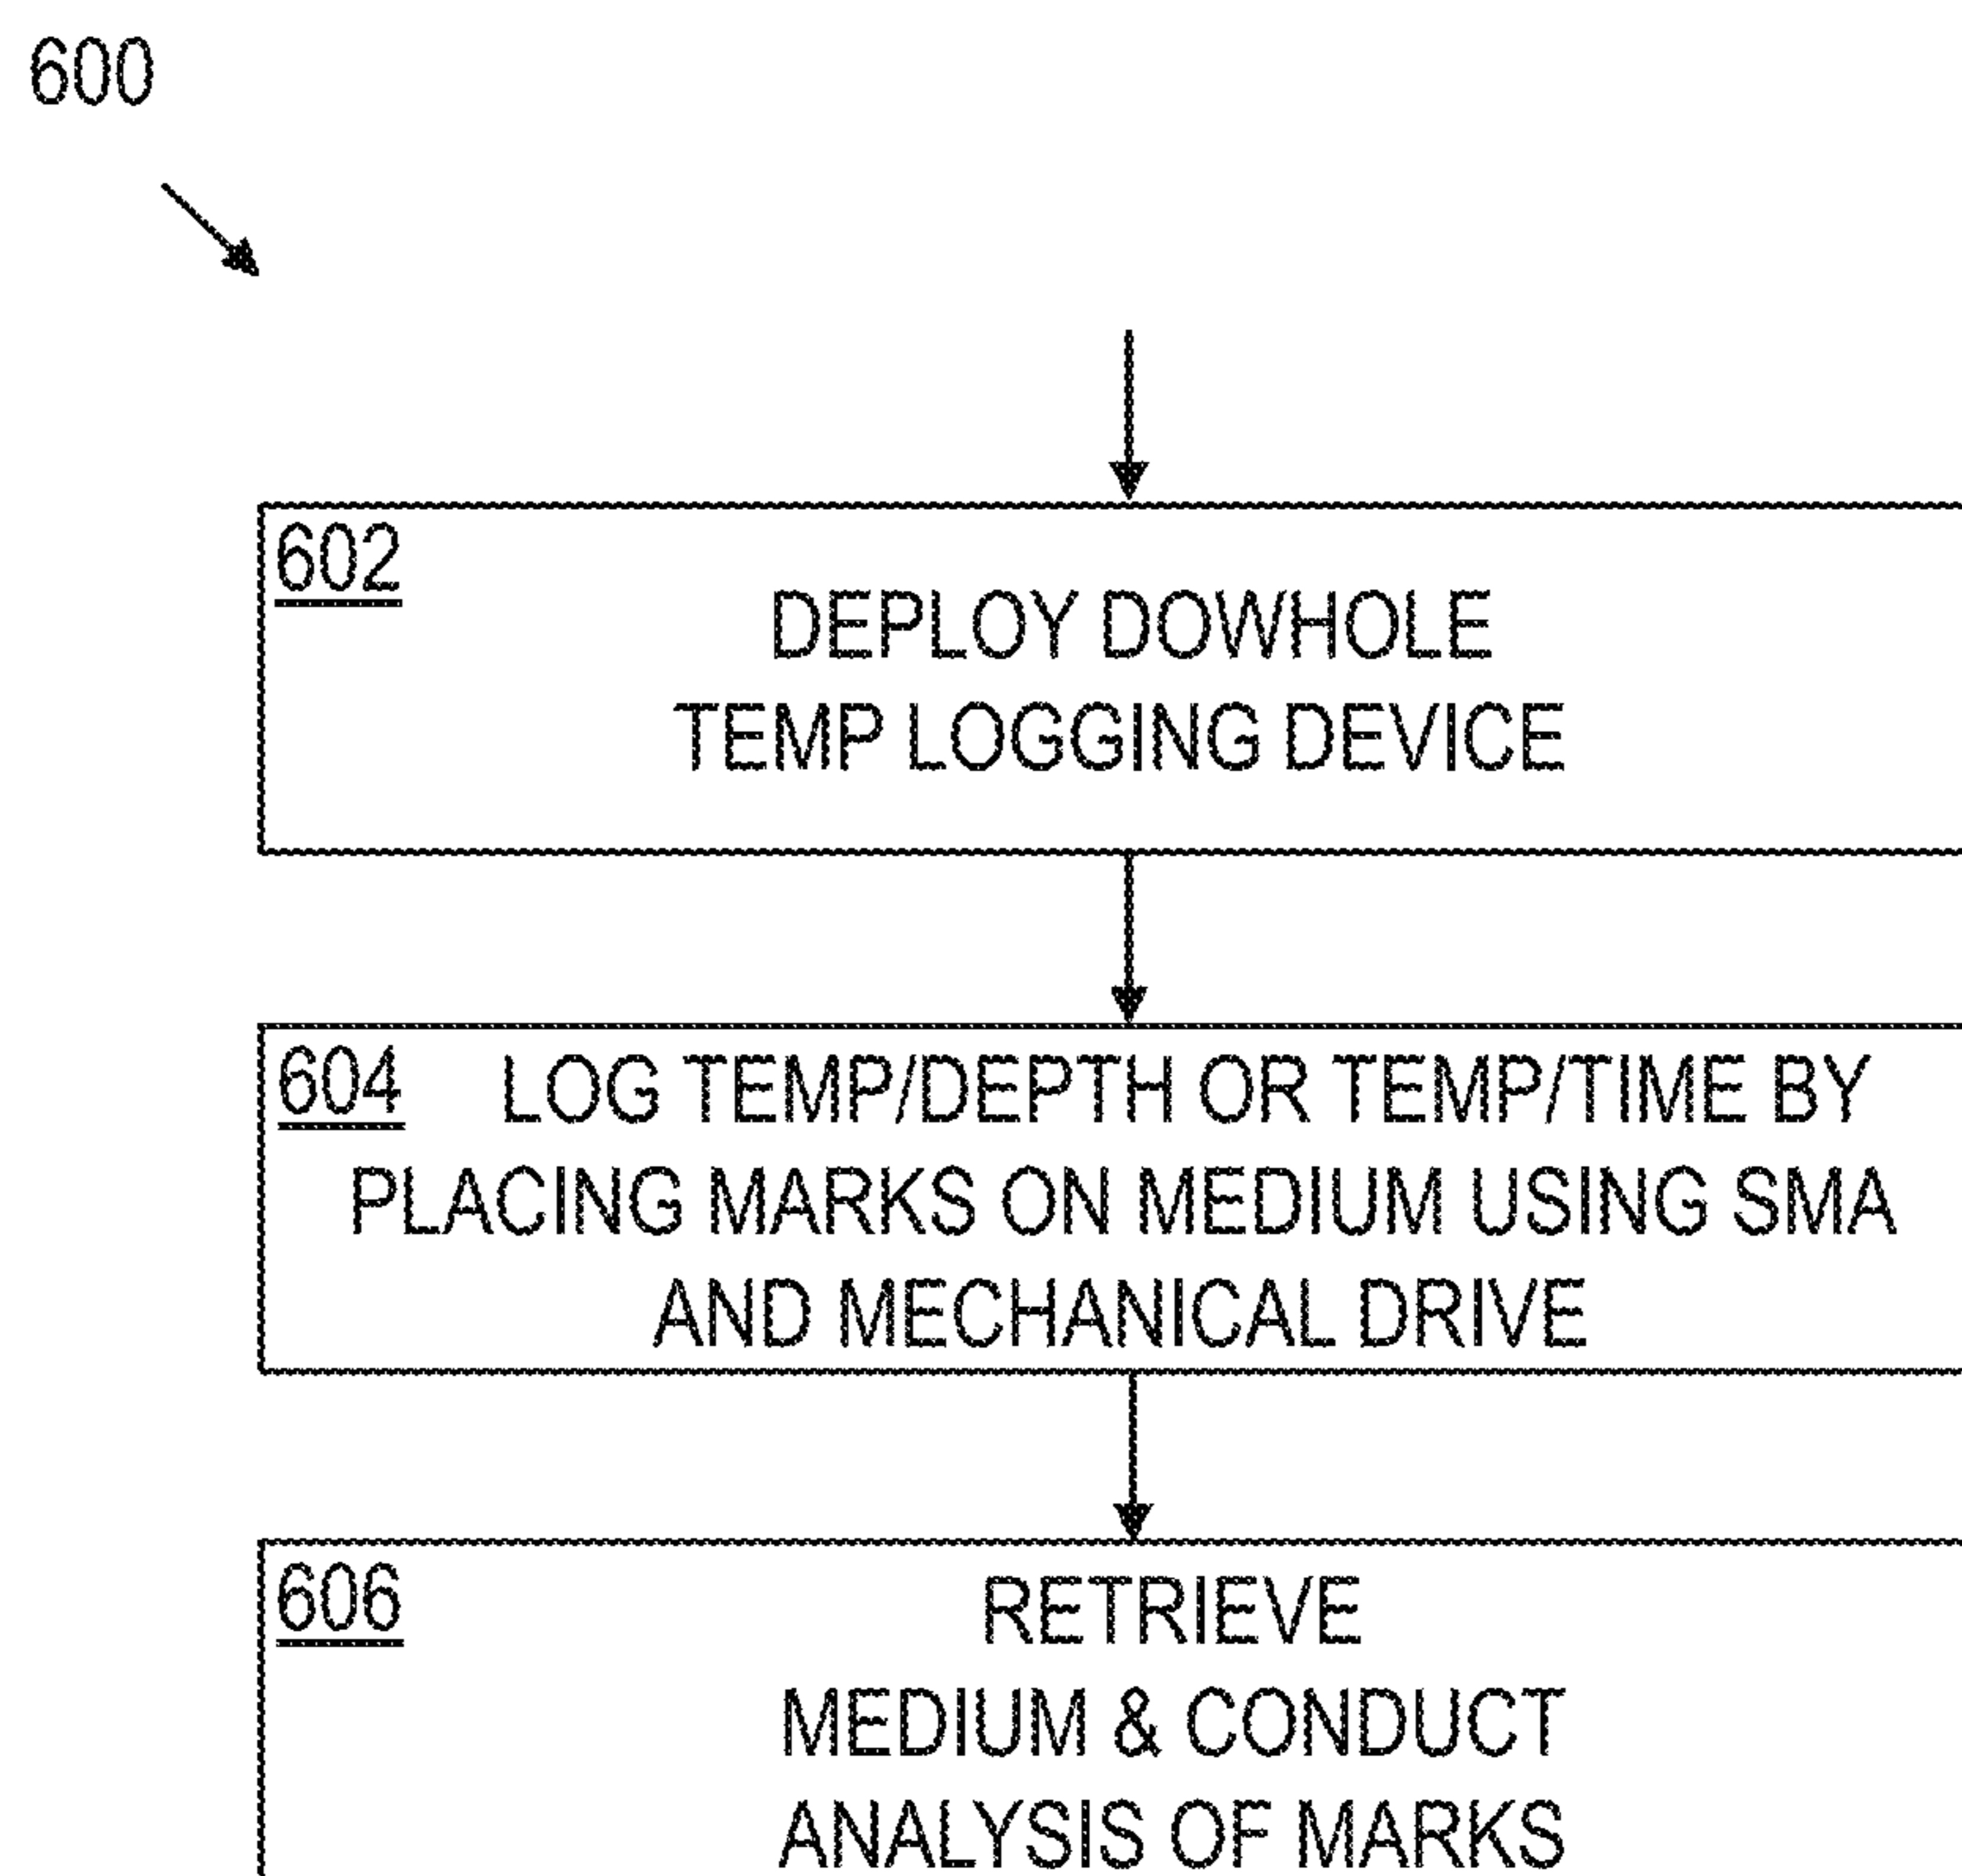 600
602
DEPLOY DOWHOLE
TEMP LOGGING DEVICE
604 LOG TEMP/DEPTH OR TEMP/TIME BY
PLACING MARKS ON MEDIUM USING SMA
AND MECHANICAL DRIVE
606 RETRIEVE
MEDIUM & CONDUCT
ANALYSIS OF MARKS